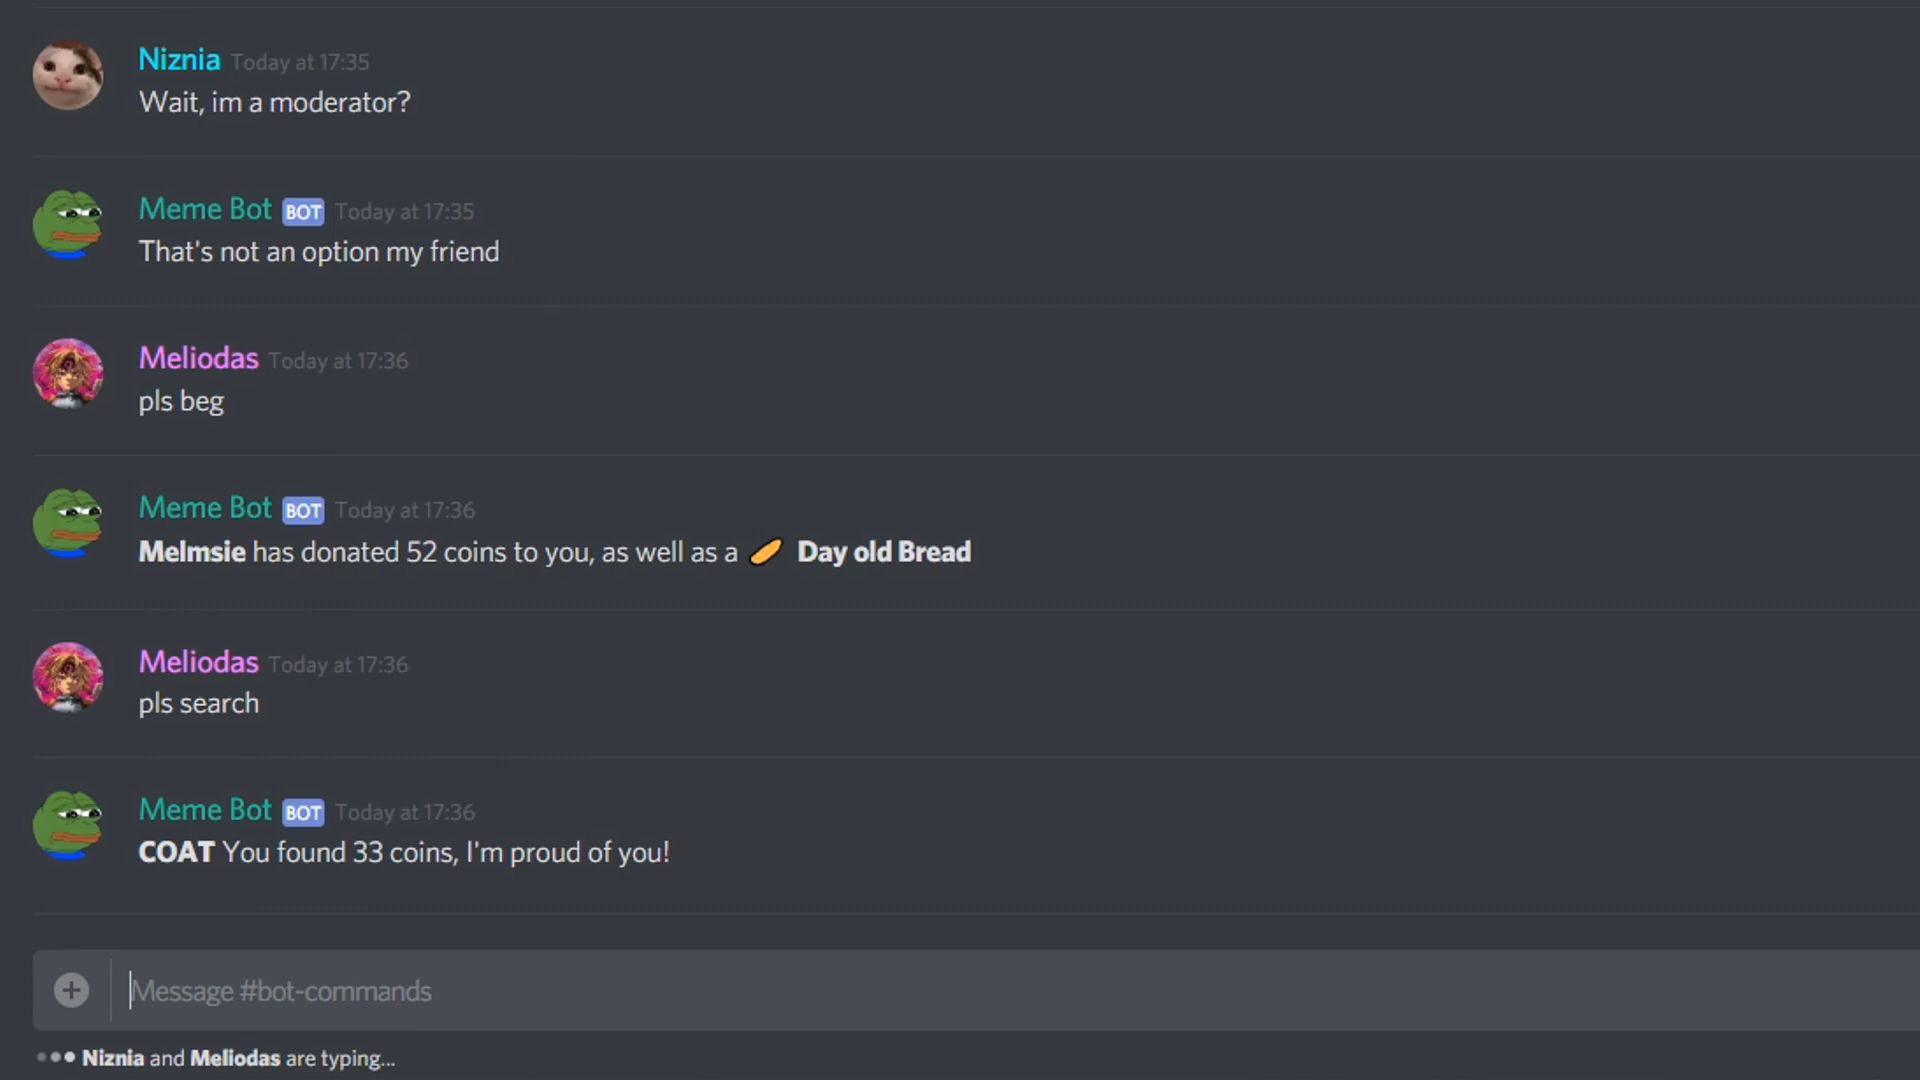 Niznia Today at 17:35
Wait, im a moderator?
Meme Bot BOT Today at 17:35
That's not an option my friend
Meliodas Today at 17:36
pls beg
Meme Bot BOT Today at 17:36
Melmsie has donated 52 coins to you, as well as a Day old Bread
Meliodas Today at 17:36
pls search
Meme Bot BOT Today at 17:36
COAT You found 33 coins, I'm proud of you!
Message #bot-commands
Niznia and Meliodas are typing...